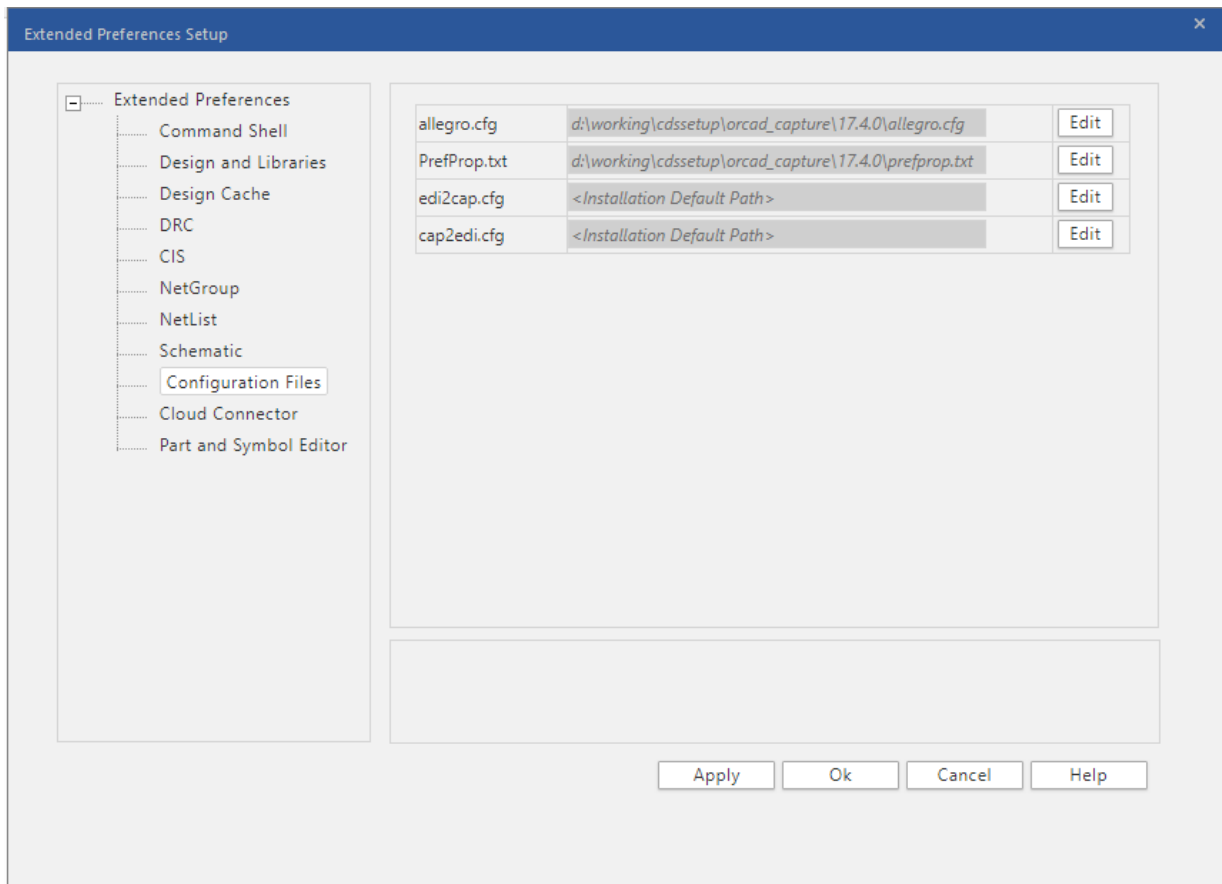 Extended Preferences Setup
Extended Preferences
Command Shell
Design and Libraries
Design Cache
DRC
CIS
NetGroup
NetList
Schematic
Configuration Files
Cloud Connector
Part and Symbol Editor
allegro.cfg d:\working\cdssetup\orcad_capture\17.4.0\allegro.cfg Edit
PrefProp.txt d:\working\cdssetup\orcad_capture\17.4.0\prefprop.txt Edit
edi2cap.cfg <Installation Default Path> Edit
cap2edi.cfg <Installation Default Path> Edit
Apply Ok Cancel Help